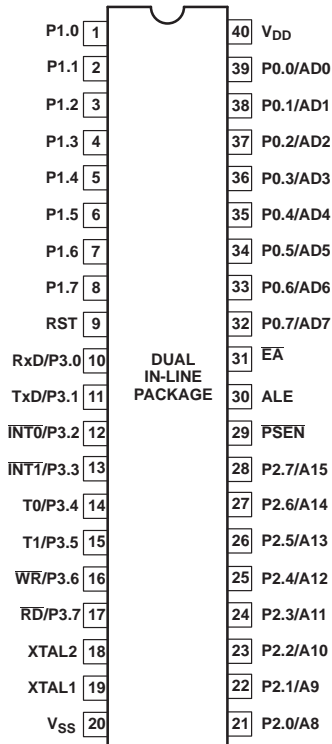 P1.0 1 40 VDD
P1.1 2 39 P0.0/AD0
P1.2 3 38 P0.1/AD1
P1.3 4 37 P0.2/AD2
P1.4 5 36 P0.3/AD3
P1.5 6 35 P0.4/AD4
P1.6 7 34 P0.5/AD5
P1.7 8 33 P0.6/AD6
RST 9 32 P0.7/AD7
RxD/P3.0 10 31 E̅A̅
TxD/P3.1 11 30 ALE
I̅N̅T̅0̅/P3.2 12 29 P̅S̅E̅N̅
I̅N̅T̅1̅/P3.3 13 28 P2.7/A15
T0/P3.4 14 27 P2.6/A14
T1/P3.5 15 26 P2.5/A13
W̅R̅/P3.6 16 25 P2.4/A12
R̅D̅/P3.7 17 24 P2.3/A11
XTAL2 18 23 P2.2/A10
XTAL1 19 22 P2.1/A9
VSS 20 21 P2.0/A8
DUAL
IN-LINE
PACKAGE